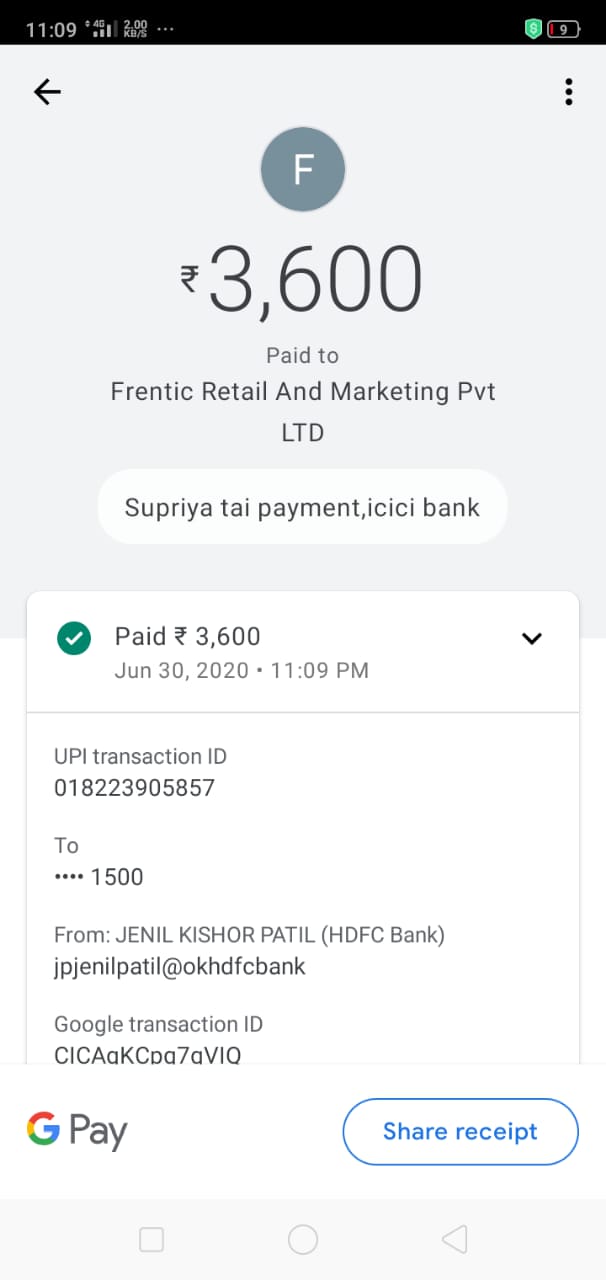 11:09 4G 2.00 KB/S ... 9
F
₹3,600
Paid to
Frentic Retail And Marketing Pvt
LTD
Supriya tai payment,icici bank
Paid ₹ 3,600
Jun 30, 2020 • 11:09 PM
UPI transaction ID
018223905857
To
•••• 1500
From: JENIL KISHOR PATIL (HDFC Bank)
jpjenilpatil@okhdfcbank
Google transaction ID
CICAgKCpq7qVIQ
G Pay
Share receipt